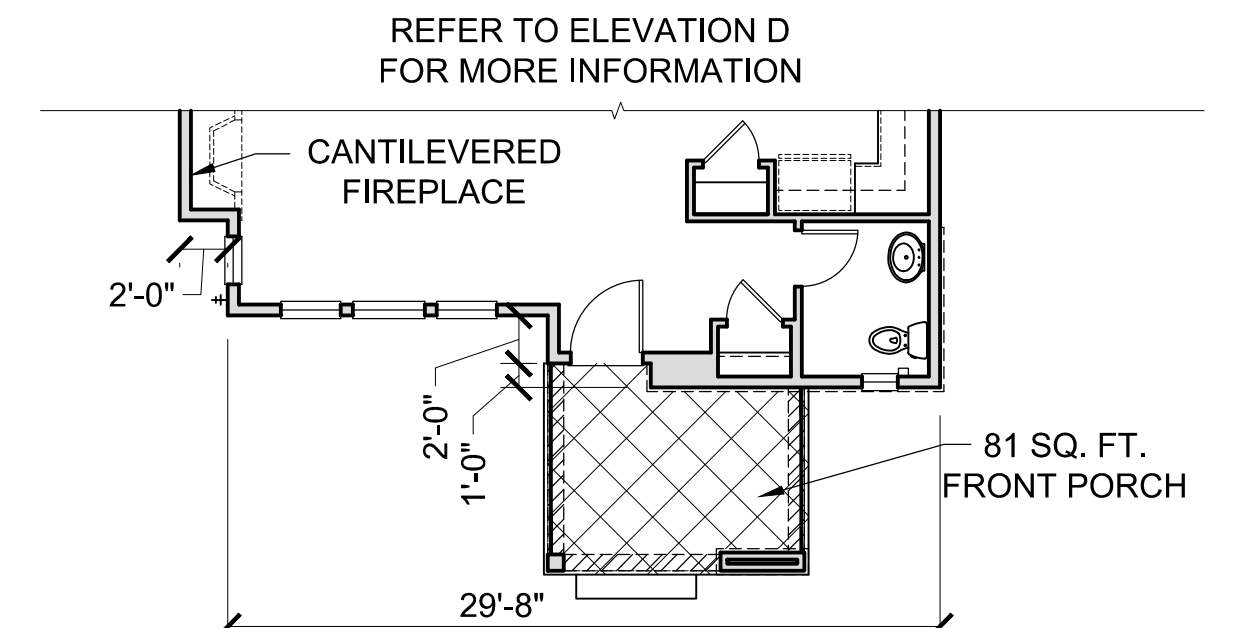 REFER TO ELEVATION D
FOR MORE INFORMATION
CANTILEVERED
FIREPLACE
2'-0"
2'-0"
1'-0"
81 SQ. FT.
FRONT PORCH
29'-8"